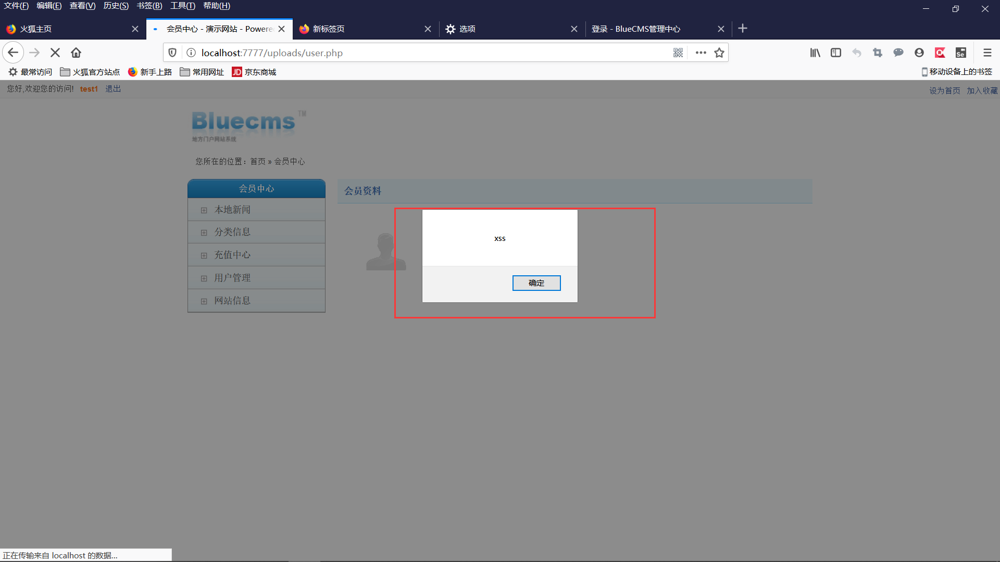 文件(F) 编辑(E) 查看(V) 历史(S) 书签(B) 工具(T) 帮助(H)
火狐主页 会员中心 - 演示网站 - Powere 新标签页 选项 登录 - BlueCMS管理中心
localhost:7777/uploads/user.php
最常访问 火狐官方站点 新手上路 常用网址 JD 京东商城 移动设备上的书签
您好,欢迎您的访问! test1 退出 设为首页 加入收藏
Bluecms TM
地方门户网站系统
您所在的位置：首页 » 会员中心
会员中心
本地新闻
分类信息
充值中心
用户管理
网站信息
会员资料
xss
确定
正在传输来自 localhost 的数据...